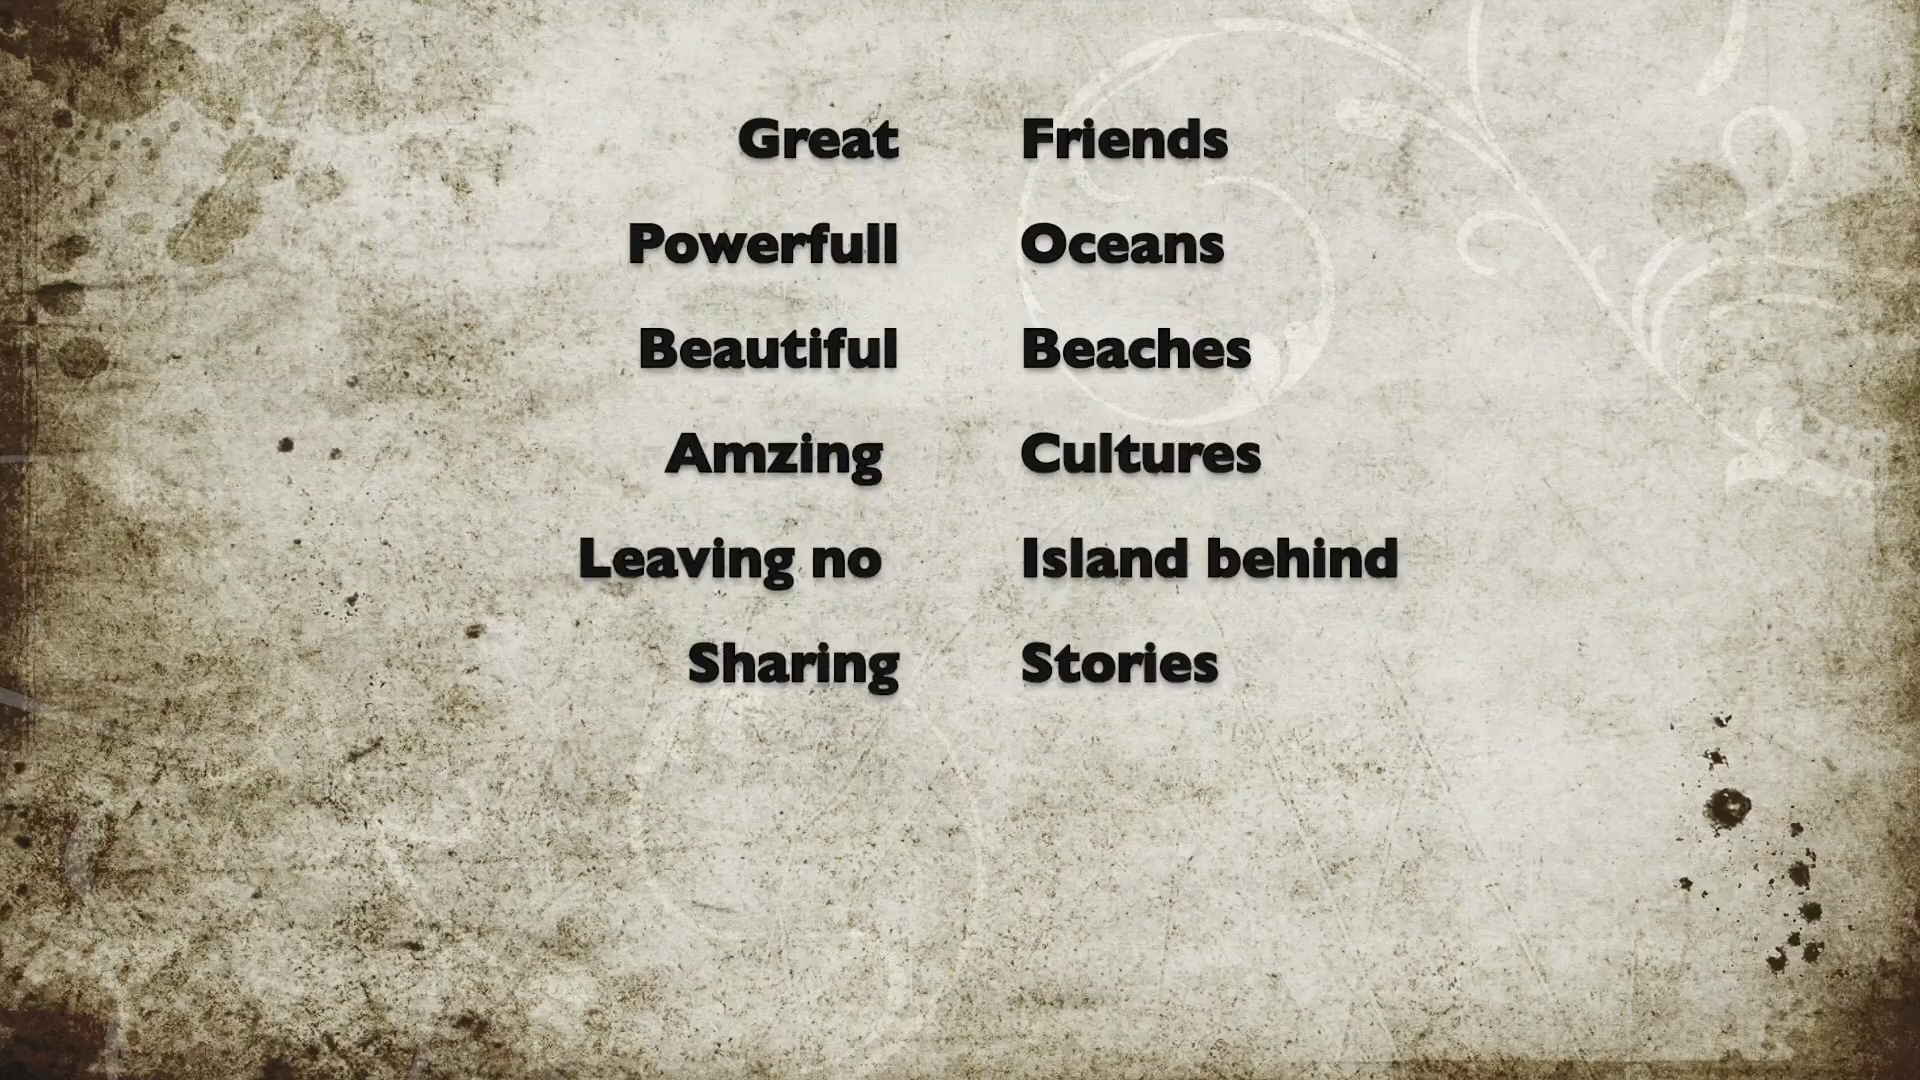 Great Friends
Powerfull Oceans
Beautiful Beaches
Amzing Cultures
Leaving no Island behind
Sharing Stories